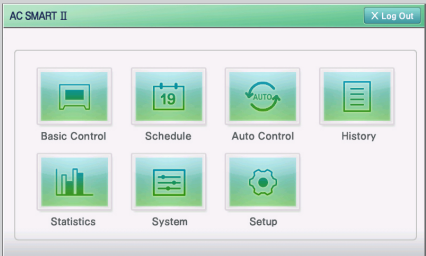 AC SMART II
X Log Out
19
AUTO
Basic Control
Schedule
Auto Control
History
Statistics
System
Setup